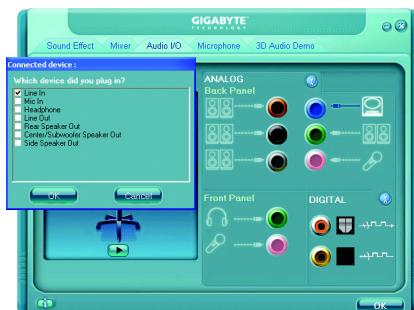 GIGABYTE
TECHNOLOGY
Sound Effect
Mixer
Audio I/O
Microphone
3D Audio Demo
Connected device :
Which device did you plug in?
Line In
Mic In
Headphone
Line Out
Rear Speaker Out
Center/Subwoofer Speaker Out
Side Speaker Out
OK
Cancel
ANALOG
Back Panel
Front Panel
DIGITAL
OK